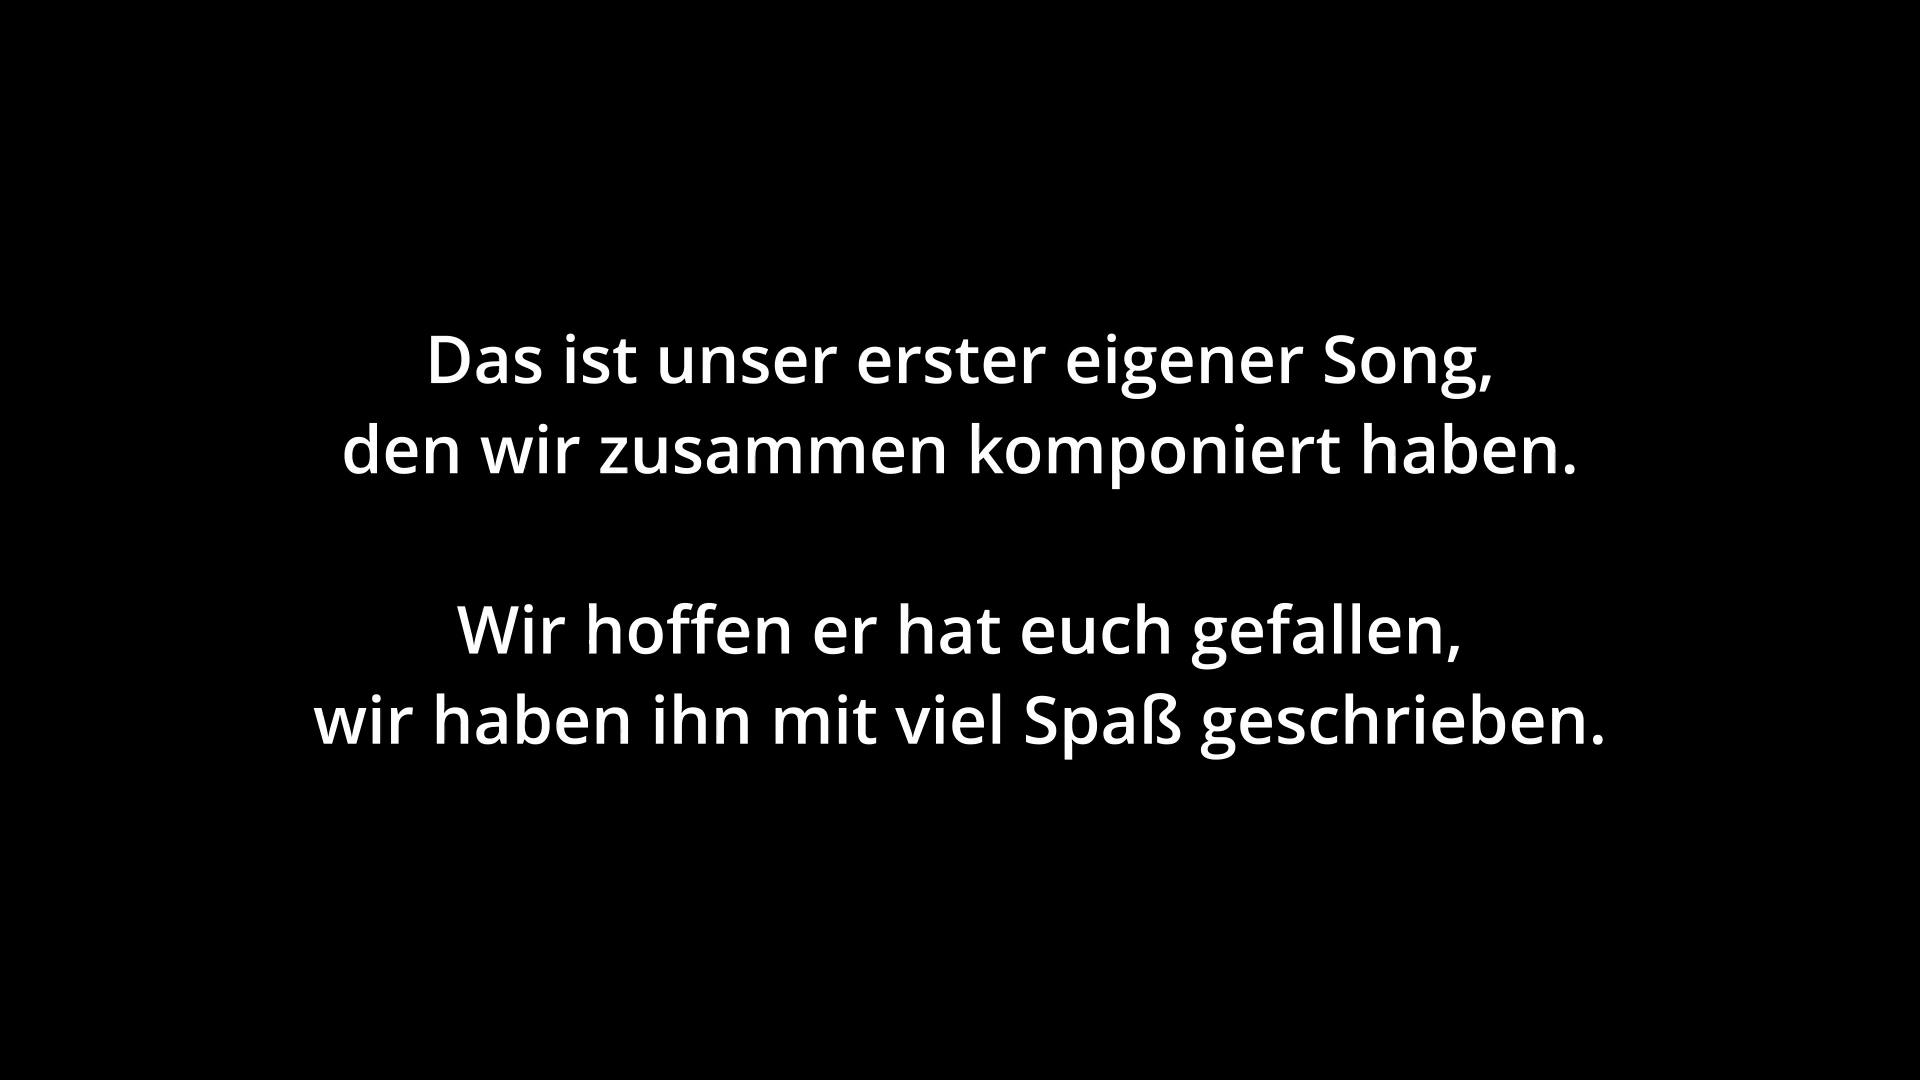 Das ist unser erster eigener Song,
den wir zusammen komponiert haben.
Wir hoffen er hat euch gefallen,
wir haben ihn mit viel Spaß geschrieben.